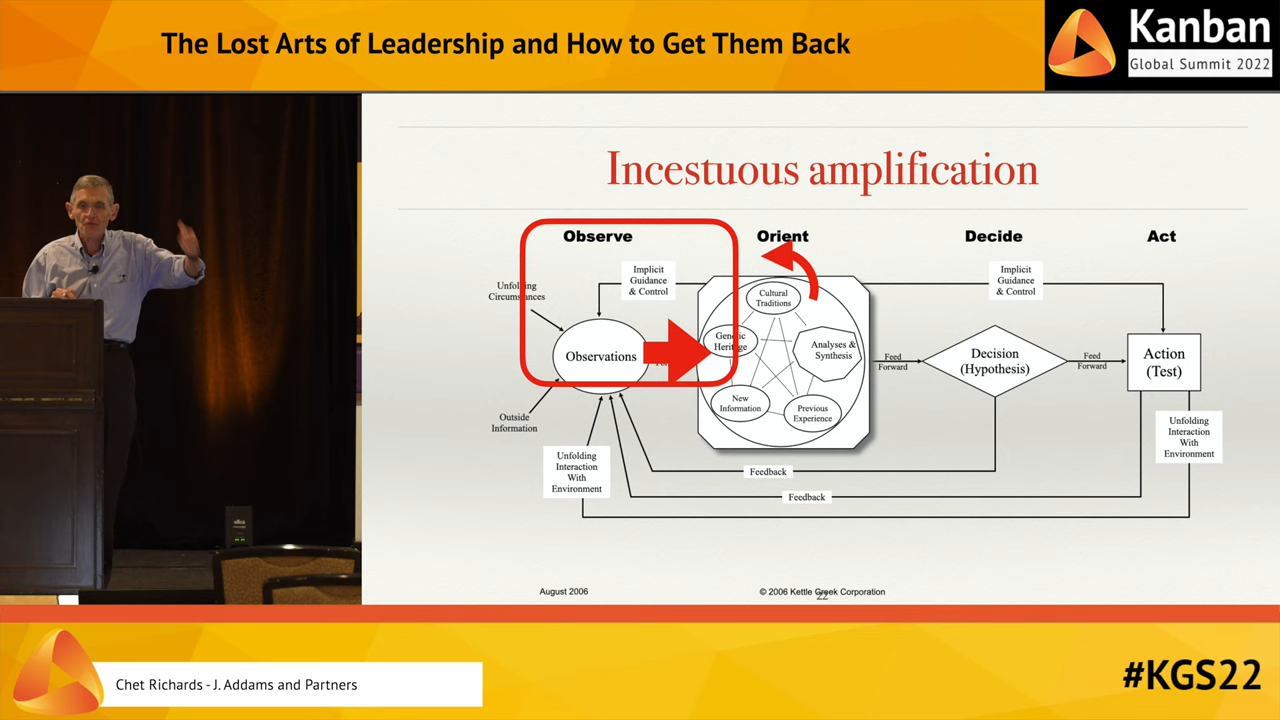 The Lost Arts of Leadership and How to Get Them Back
Kanban
Global Summit 2022
Incestuous amplification
Observe
Orient
Decide
Act
Unfolding
Circumstances
Implicit
Guidance
& Control
Cultural
Traditions
Implicit
Guidance
& Control
Observations
Genetic
Heritage
Analyses &
Synthesis
Feed
Forward
Decision
(Hypothesis)
Feed
Forward
Action
(Test)
New
Information
Previous
Experience
Outside
Information
Unfolding
Interaction
With
Environment
Unfolding
Interaction
With
Environment
Feedback
Feedback
August 2006
© 2006 Kettle Creek Corporation
22
Chet Richards - J. Addams and Partners
#KGS22